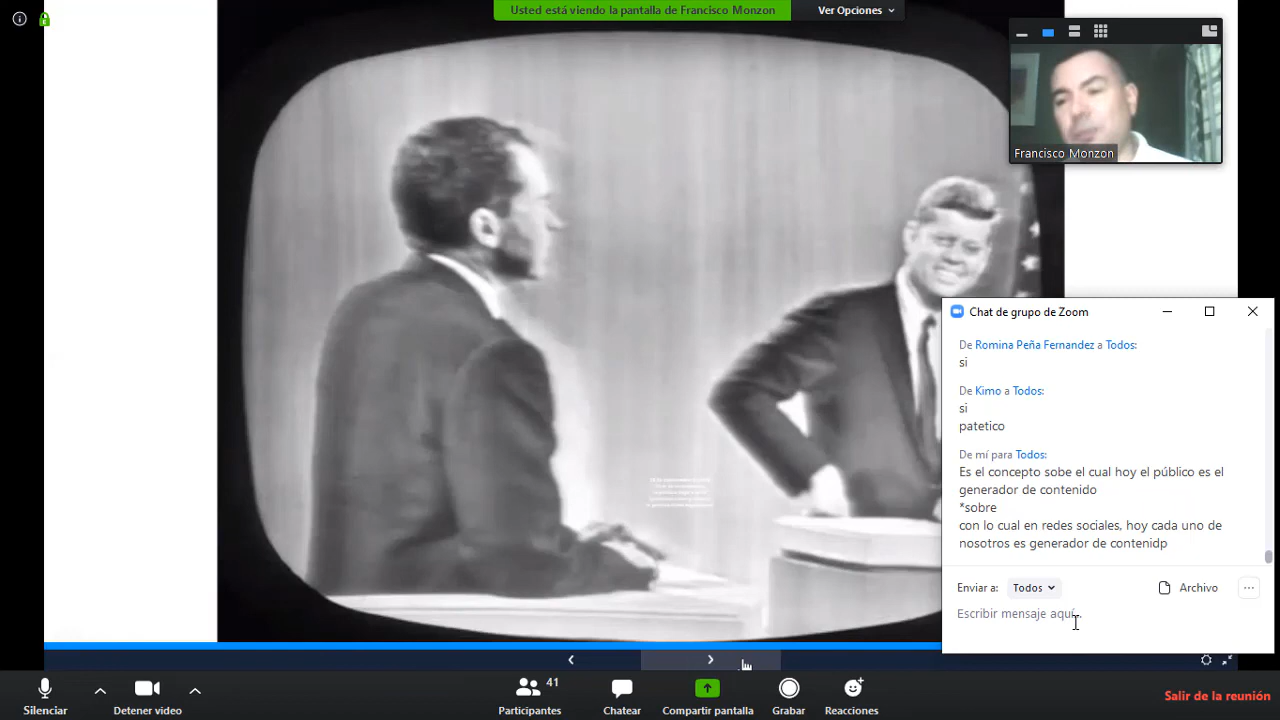 Usted está viendo la pantalla de Francisco Monzon
Ver Opciones
Francisco Monzon
Chat de grupo de Zoom
De Romina Peña Fernandez a Todos:
si
De Kimo a Todos:
si
patetico
De mí para Todos:
Es el concepto sobe el cual hoy el público es el
generador de contenido
*sobre
con lo cual en redes sociales, hoy cada uno de
nosotros es generador de contenidp
Enviar a: Todos
Archivo
Escribir mensaje aquí...
Silenciar
Detener video
Participantes
41
Chatear
Compartir pantalla
Grabar
Reacciones
Salir de la reunión